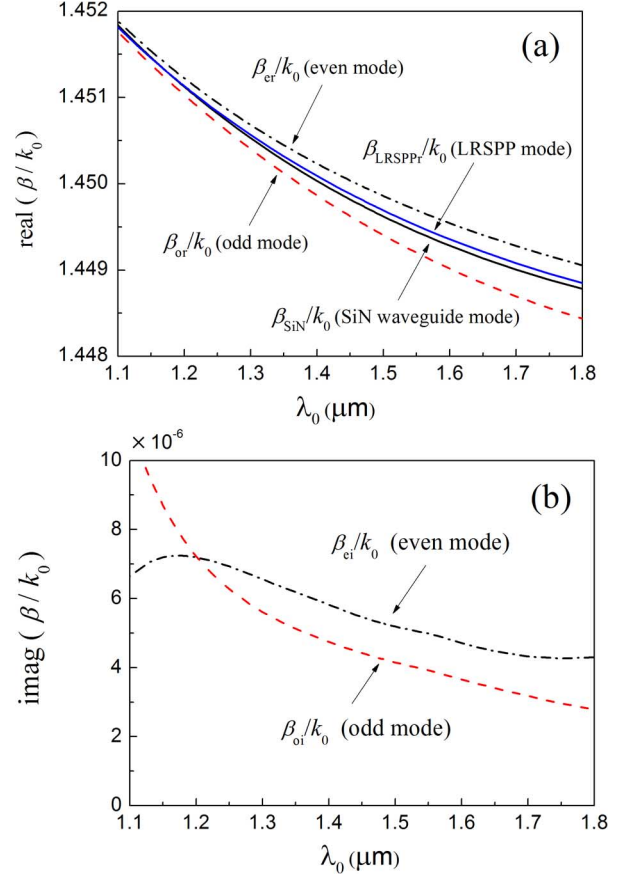 (a)
1.452
1.451
1.450
1.449
1.448
real ( β / k₀ )
βₑᵣ/k₀ (even mode)
β_LRSPPr/k₀ (LRSPP mode)
βₒᵣ/k₀ (odd mode)
β_SiN/k₀ (SiN waveguide mode)
1.1 1.2 1.3 1.4 1.5 1.6 1.7 1.8
λ₀ (μm)
× 10⁻⁶
(b)
10
8
6
4
2
0
imag ( β / k₀ )
βₑᵢ/k₀ (even mode)
βₒᵢ/k₀ (odd mode)
1.1 1.2 1.3 1.4 1.5 1.6 1.7 1.8
λ₀ (μm)